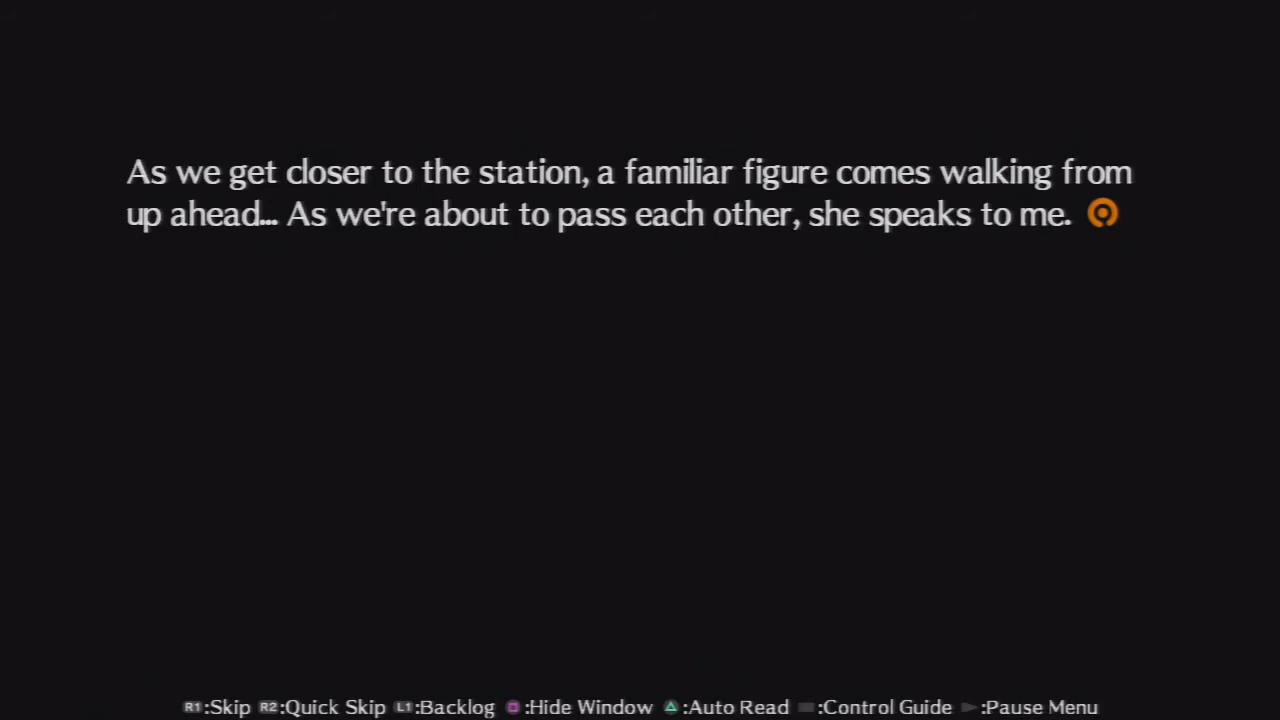 As we get closer to the station, a familiar figure comes walking from
up ahead... As we're about to pass each other, she speaks to me.
R1:Skip R2:Quick Skip L1:Backlog :Hide Window :Auto Read :Control Guide :Pause Menu